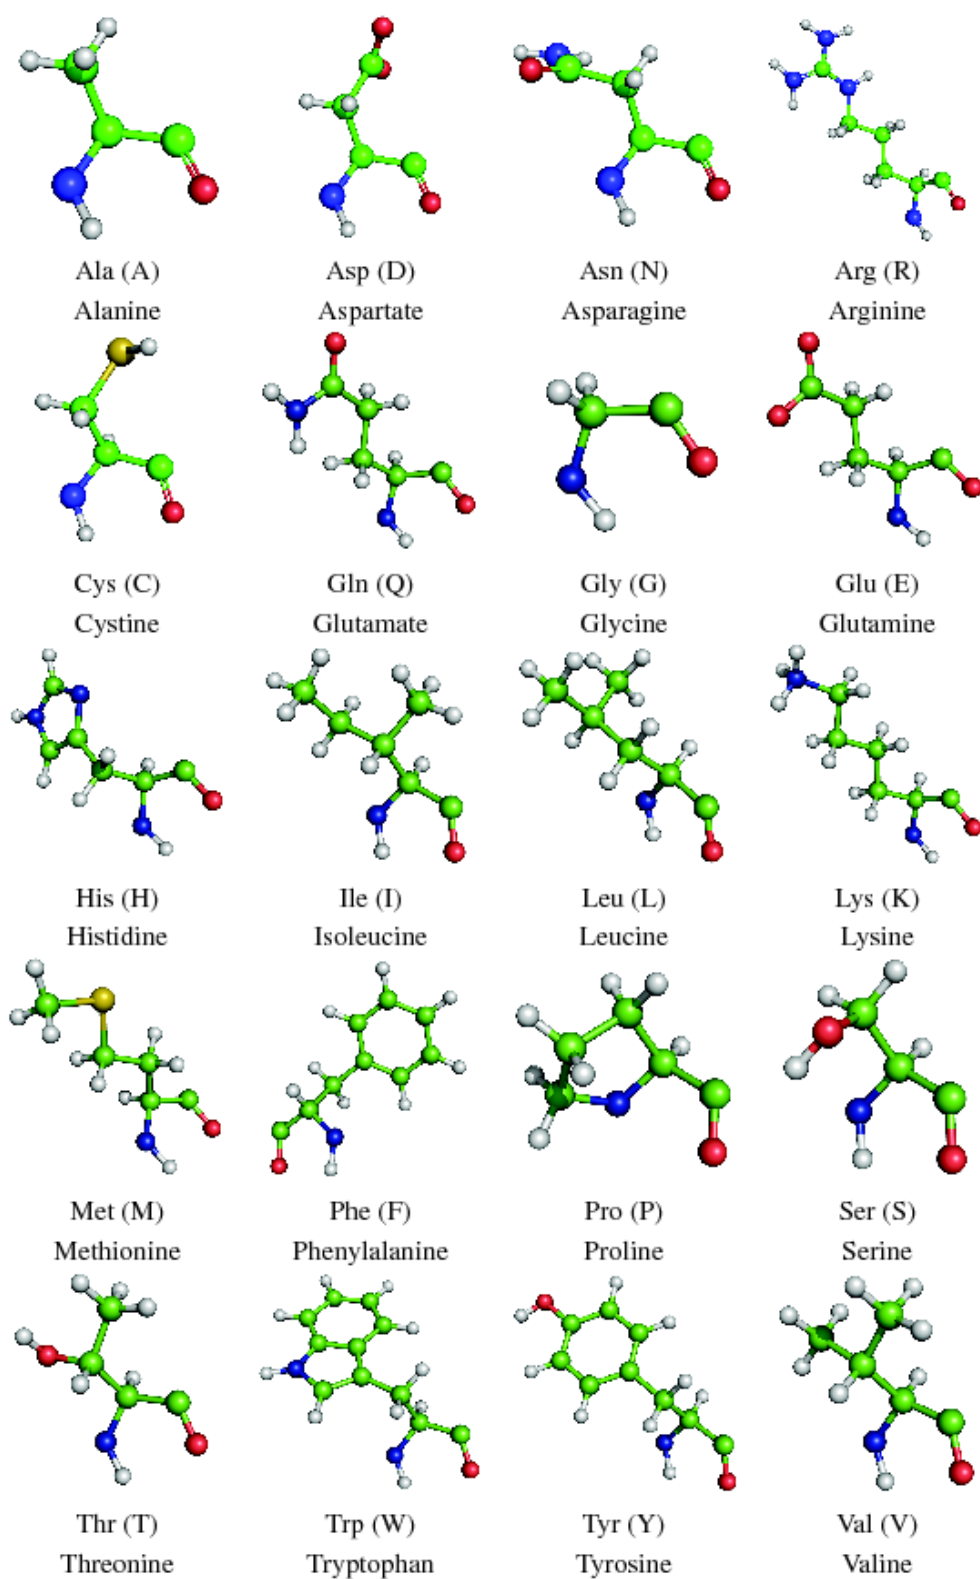 Ala (A) Asp (D) Asn (N) Arg (R)
Alanine Aspartate Asparagine Arginine
Cys (C) Gln (Q) Gly (G) Glu (E)
Cystine Glutamate Glycine Glutamine
His (H) Ile (I) Leu (L) Lys (K)
Histidine Isoleucine Leucine Lysine
Met (M) Phe (F) Pro (P) Ser (S)
Methionine Phenylalanine Proline Serine
Thr (T) Trp (W) Tyr (Y) Val (V)
Threonine Tryptophan Tyrosine Valine